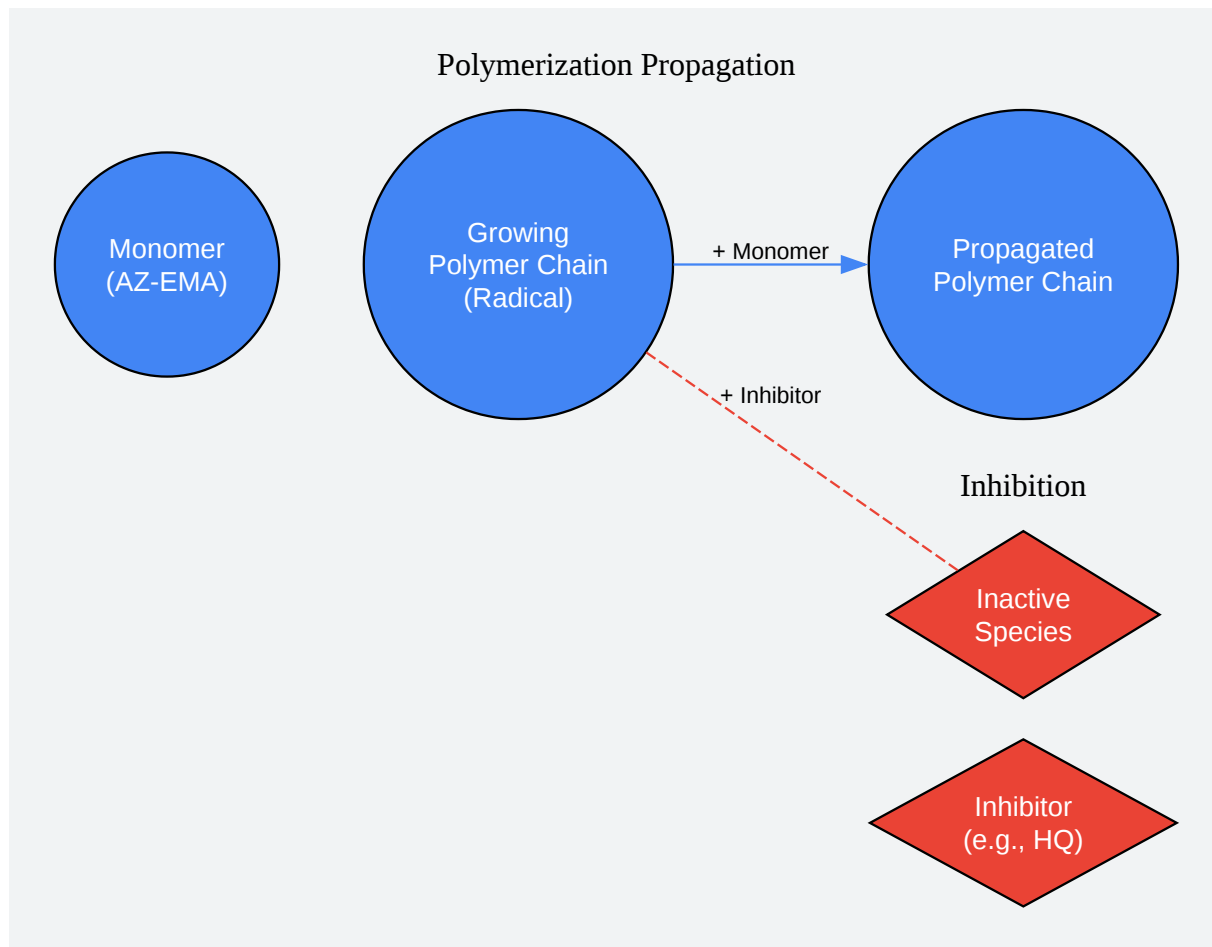 Polymerization Propagation
Monomer
(AZ-EMA)
Growing
Polymer Chain
(Radical)
+ Monomer
Propagated
Polymer Chain
+ Inhibitor
Inhibition
Inactive
Species
Inhibitor
(e.g., HQ)